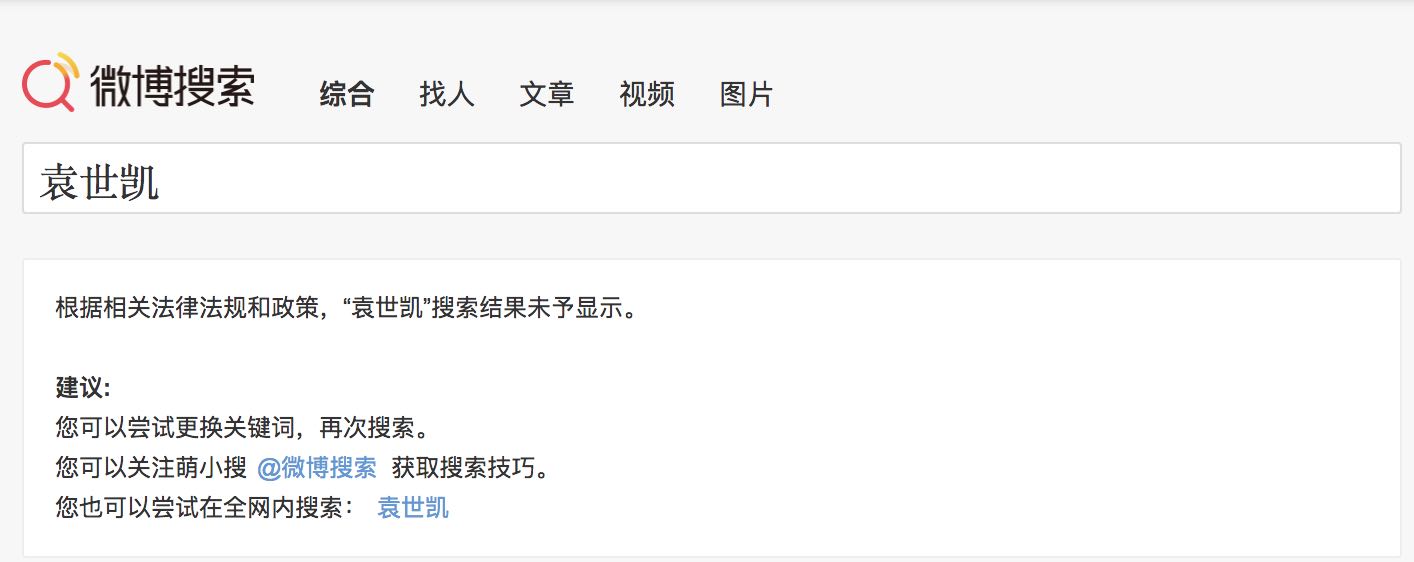 微博搜索 综合 找人 文章 视频 图片
袁世凯
根据相关法律法规和政策，“袁世凯”搜索结果未予显示。
建议:
您可以尝试更换关键词，再次搜索。
您可以关注萌小搜 @微博搜索 获取搜索技巧。
您也可以尝试在全网内搜索： 袁世凯